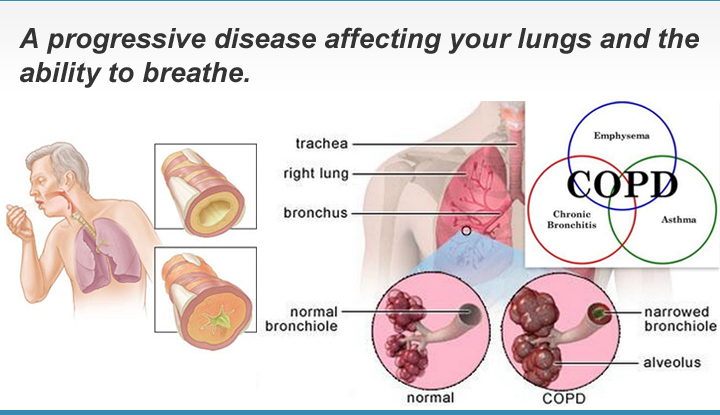 A progressive disease affecting your lungs and the
ability to breathe.
trachea
right lung
bronchus
Emphysema
COPD
Chronic
Bronchitis
Asthma
normal
bronchiole
narrowed
bronchiole
alveolus
normal
COPD